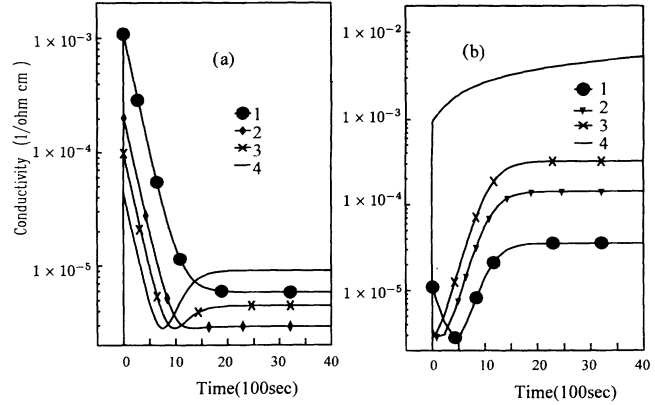 Conductivity (1/ohm cm)
1 × 10⁻³
1 × 10⁻⁴
1 × 10⁻⁵
(a)
1
2
3
4
0 10 20 30 40
Time(100sec)
1 × 10⁻²
1 × 10⁻³
1 × 10⁻⁴
1 × 10⁻⁵
(b)
1
2
3
4
0 10 20 30 40
Time(100sec)